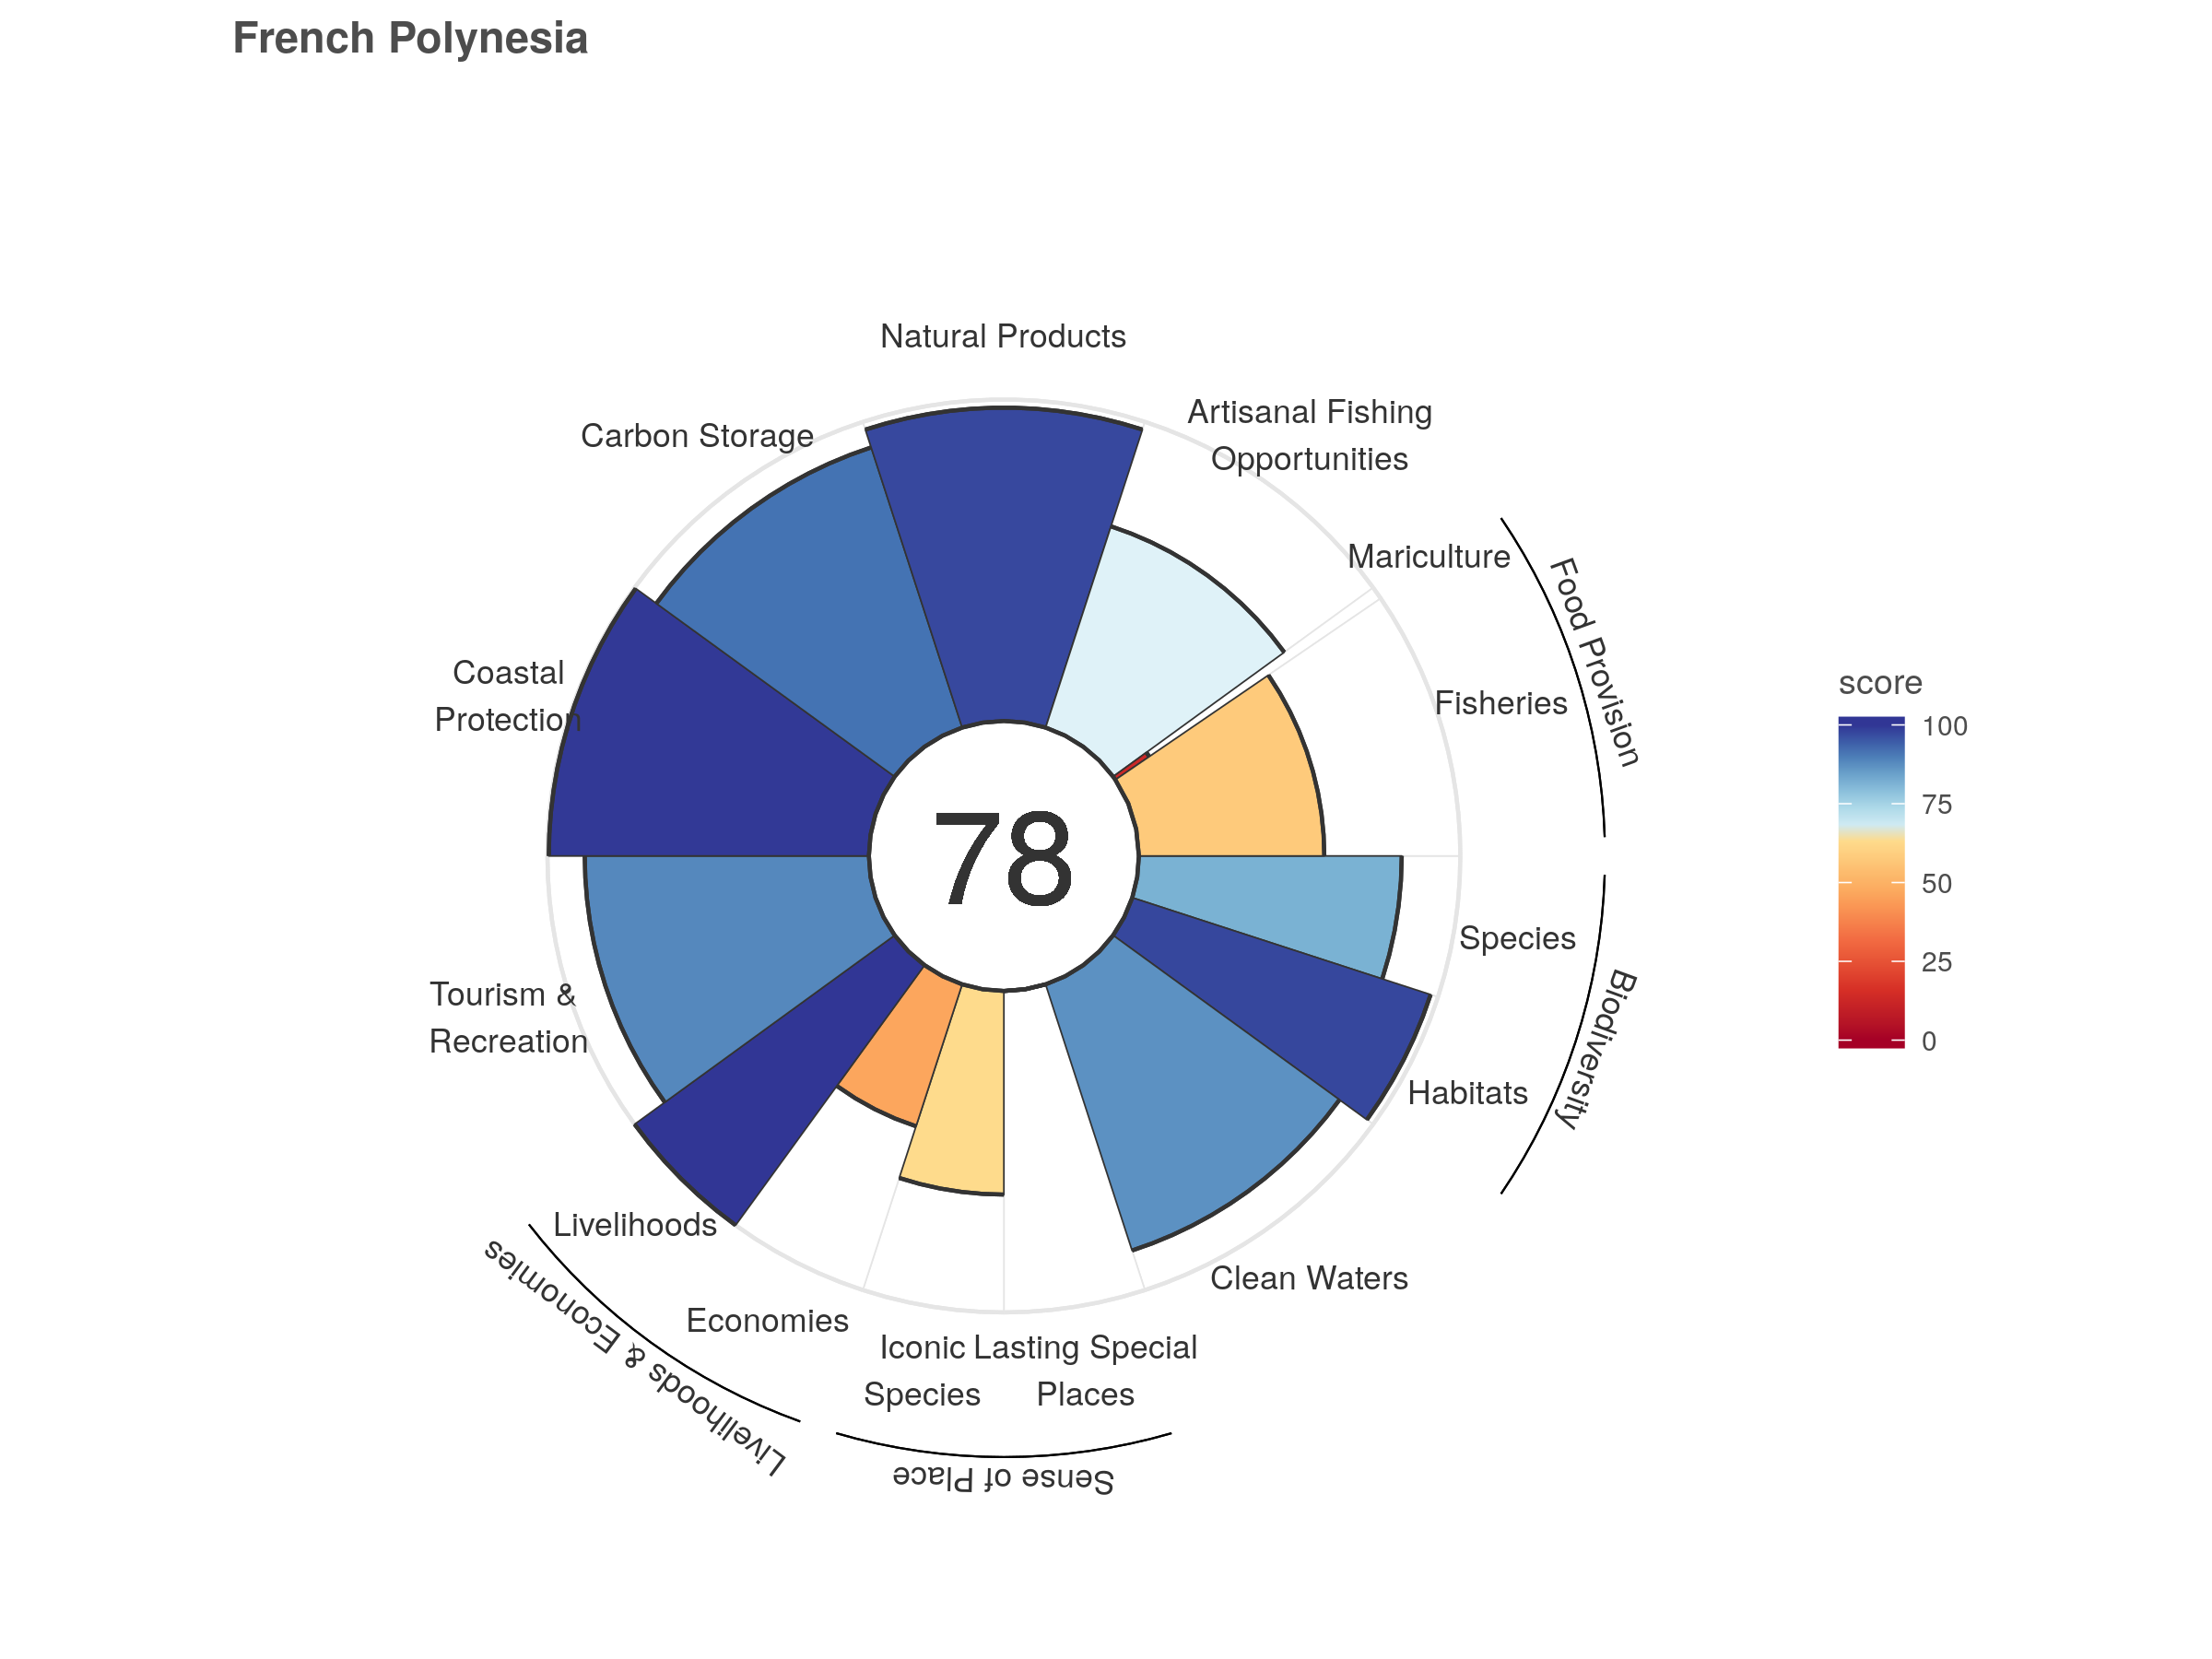 French Polynesia
Natural Products
Artisanal Fishing
Opportunities
Carbon Storage
Mariculture
Food Provision
Fisheries
Coastal
Protection
78
Species
Biodiversity
Habitats
Tourism &
Recreation
Livelihoods
Clean Waters
Economies
Iconic
Species
Lasting Special
Places
Livelihoods & Economies
Sense of Place
score
100
75
50
25
0